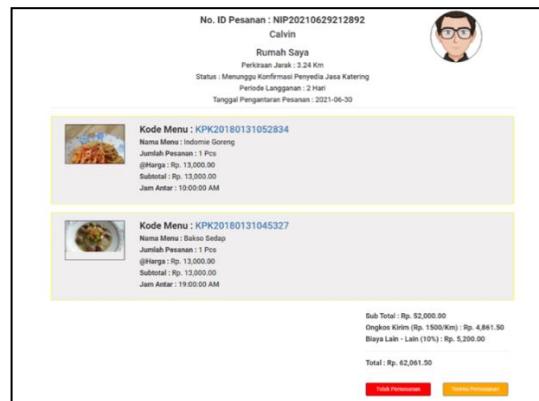 No. ID Pesanan : NIP20210629212892
Calvin
Rumah Saya
Perkiraan Jarak : 3.24 Km
Status : Menunggu Konfirmasi Penyedia Jasa Katering
Periode Langganan : 2 Hari
Tanggal Pengantaran Pesanan : 2021-06-30
Kode Menu : KPK20180131052834
Nama Menu : Indomie Goreng
Jumlah Pesanan : 1 Pcs
@Harga : Rp. 13,000.00
Subtotal : Rp. 13,000.00
Jam Antar : 10:00:00 AM
Kode Menu : KPK20180131045327
Nama Menu : Bakso Sedap
Jumlah Pesanan : 1 Pcs
@Harga : Rp. 13,000.00
Subtotal : Rp. 13,000.00
Jam Antar : 19:00:00 AM
Sub Total : Rp. 52,000.00
Ongkos Kirim (Rp. 1500/Km) : Rp. 4,861.50
Biaya Lain - Lain (10%) : Rp. 5,200.00
Total : Rp. 62,061.50
Tolak Pemesanan
Terima Pemesanan